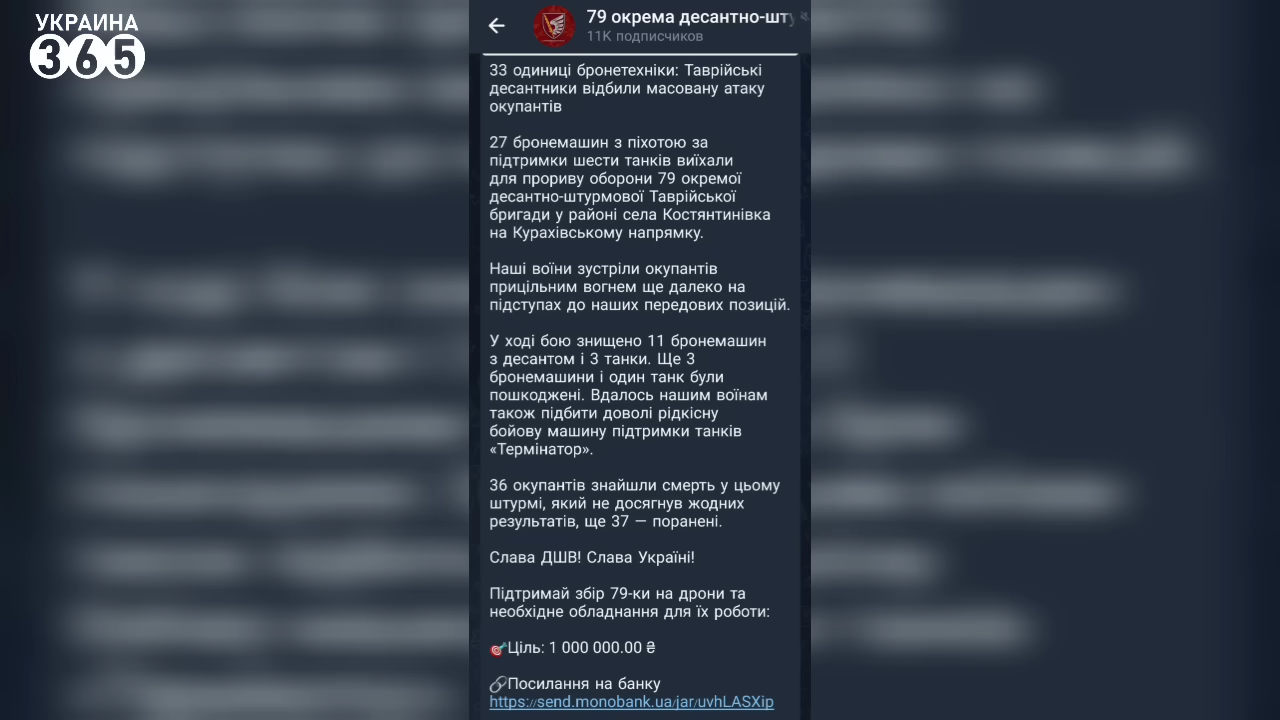 УКРАИНА
365
79 окрема десантно-шт
11K подписчиков
33 одиниці бронетехніки: Таврійські
десантники відбили масовану атаку
окупантів
27 бронемашин з піхотою за
підтримки шести танків виїхали
для прориву оборони 79 окремої
десантно-штурмової Таврійської
бригади у районі села Костянтинівка
на Курахівському напрямку.
Наші воїни зустріли окупантів
прицільним вогнем ще далеко на
підступах до наших передових позицій.
У ході бою знищено 11 бронемашин
з десантом і 3 танки. Ще 3
бронемашини і один танк були
пошкоджені. Вдалось нашим воїнам
також підбити доволі рідкісну
бойову машину підтримки танків
«Термінатор».
36 окупантів знайшли смерть у цьому
штурмі, який не досягнув жодних
результатів, ще 37 — поранені.
Слава ДШВ! Слава Україні!
Підтримай збір 79-ки на дрони та
необхідне обладнання для їх роботи:
🎯Ціль: 1 000 000.00 ₴
🔗Посилання на банку
https://send.monobank.ua/jar/uvhLASXip